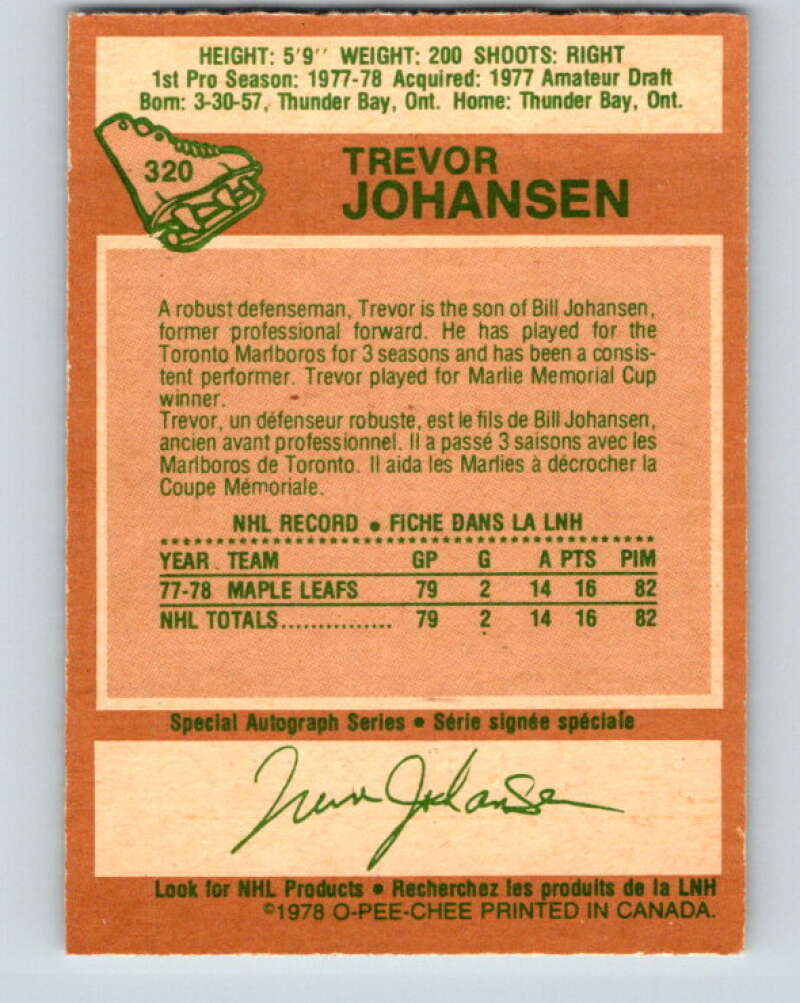 HEIGHT: 5'9'' WEIGHT: 200 SHOOTS: RIGHT
1st Pro Season: 1977-78 Acquired: 1977 Amateur Draft
Born: 3-30-57, Thunder Bay, Ont. Home: Thunder Bay, Ont.
320
TREVOR
JOHANSEN
A robust defenseman, Trevor is the son of Bill Johansen,
former professional forward. He has played for the
Toronto Marlboros for 3 seasons and has been a consis-
tent performer. Trevor played for Marlie Memorial Cup
winner.
Trevor, un défenseur robuste, est le fils de Bill Johansen,
ancien avant professionnel. Il a passé 3 saisons avec les
Marlboros de Toronto. Il aida les Marlies à décrocher la
Coupe Mémoriale.
NHL RECORD • FICHE DANS LA LNH
YEAR TEAM GP G A PTS PIM
77-78 MAPLE LEAFS 79 2 14 16 82
NHL TOTALS............... 79 2 14 16 82
Special Autograph Series • Série signée spéciale
Trevor Johansen
Look for NHL Products • Recherchez les produits de la LNH
©1978 O-PEE-CHEE PRINTED IN CANADA.